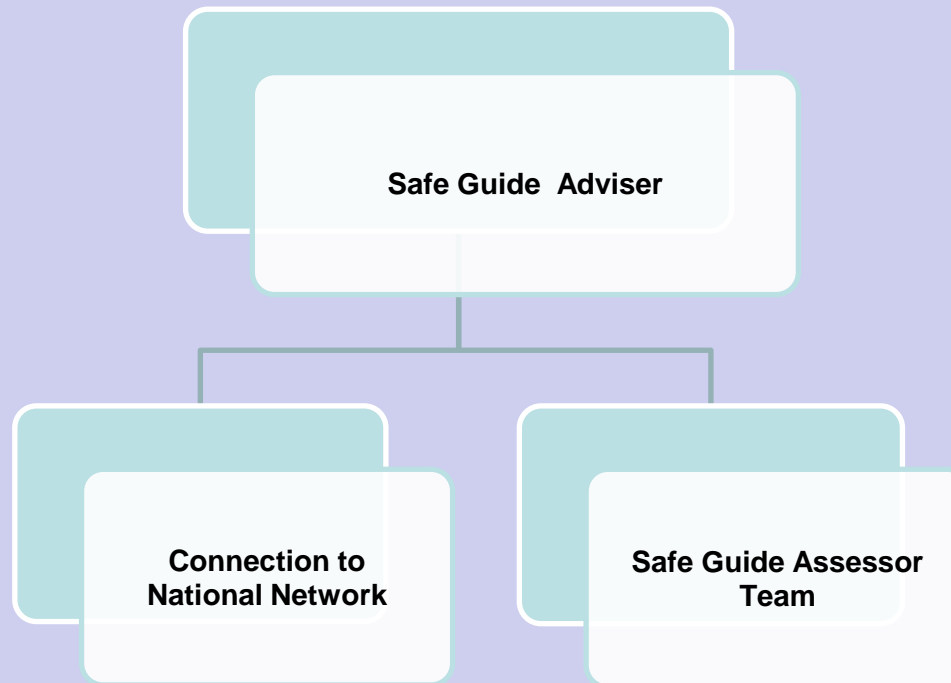 Safe Guide  Adviser
Connection to
National Network
Safe Guide Assessor
Team